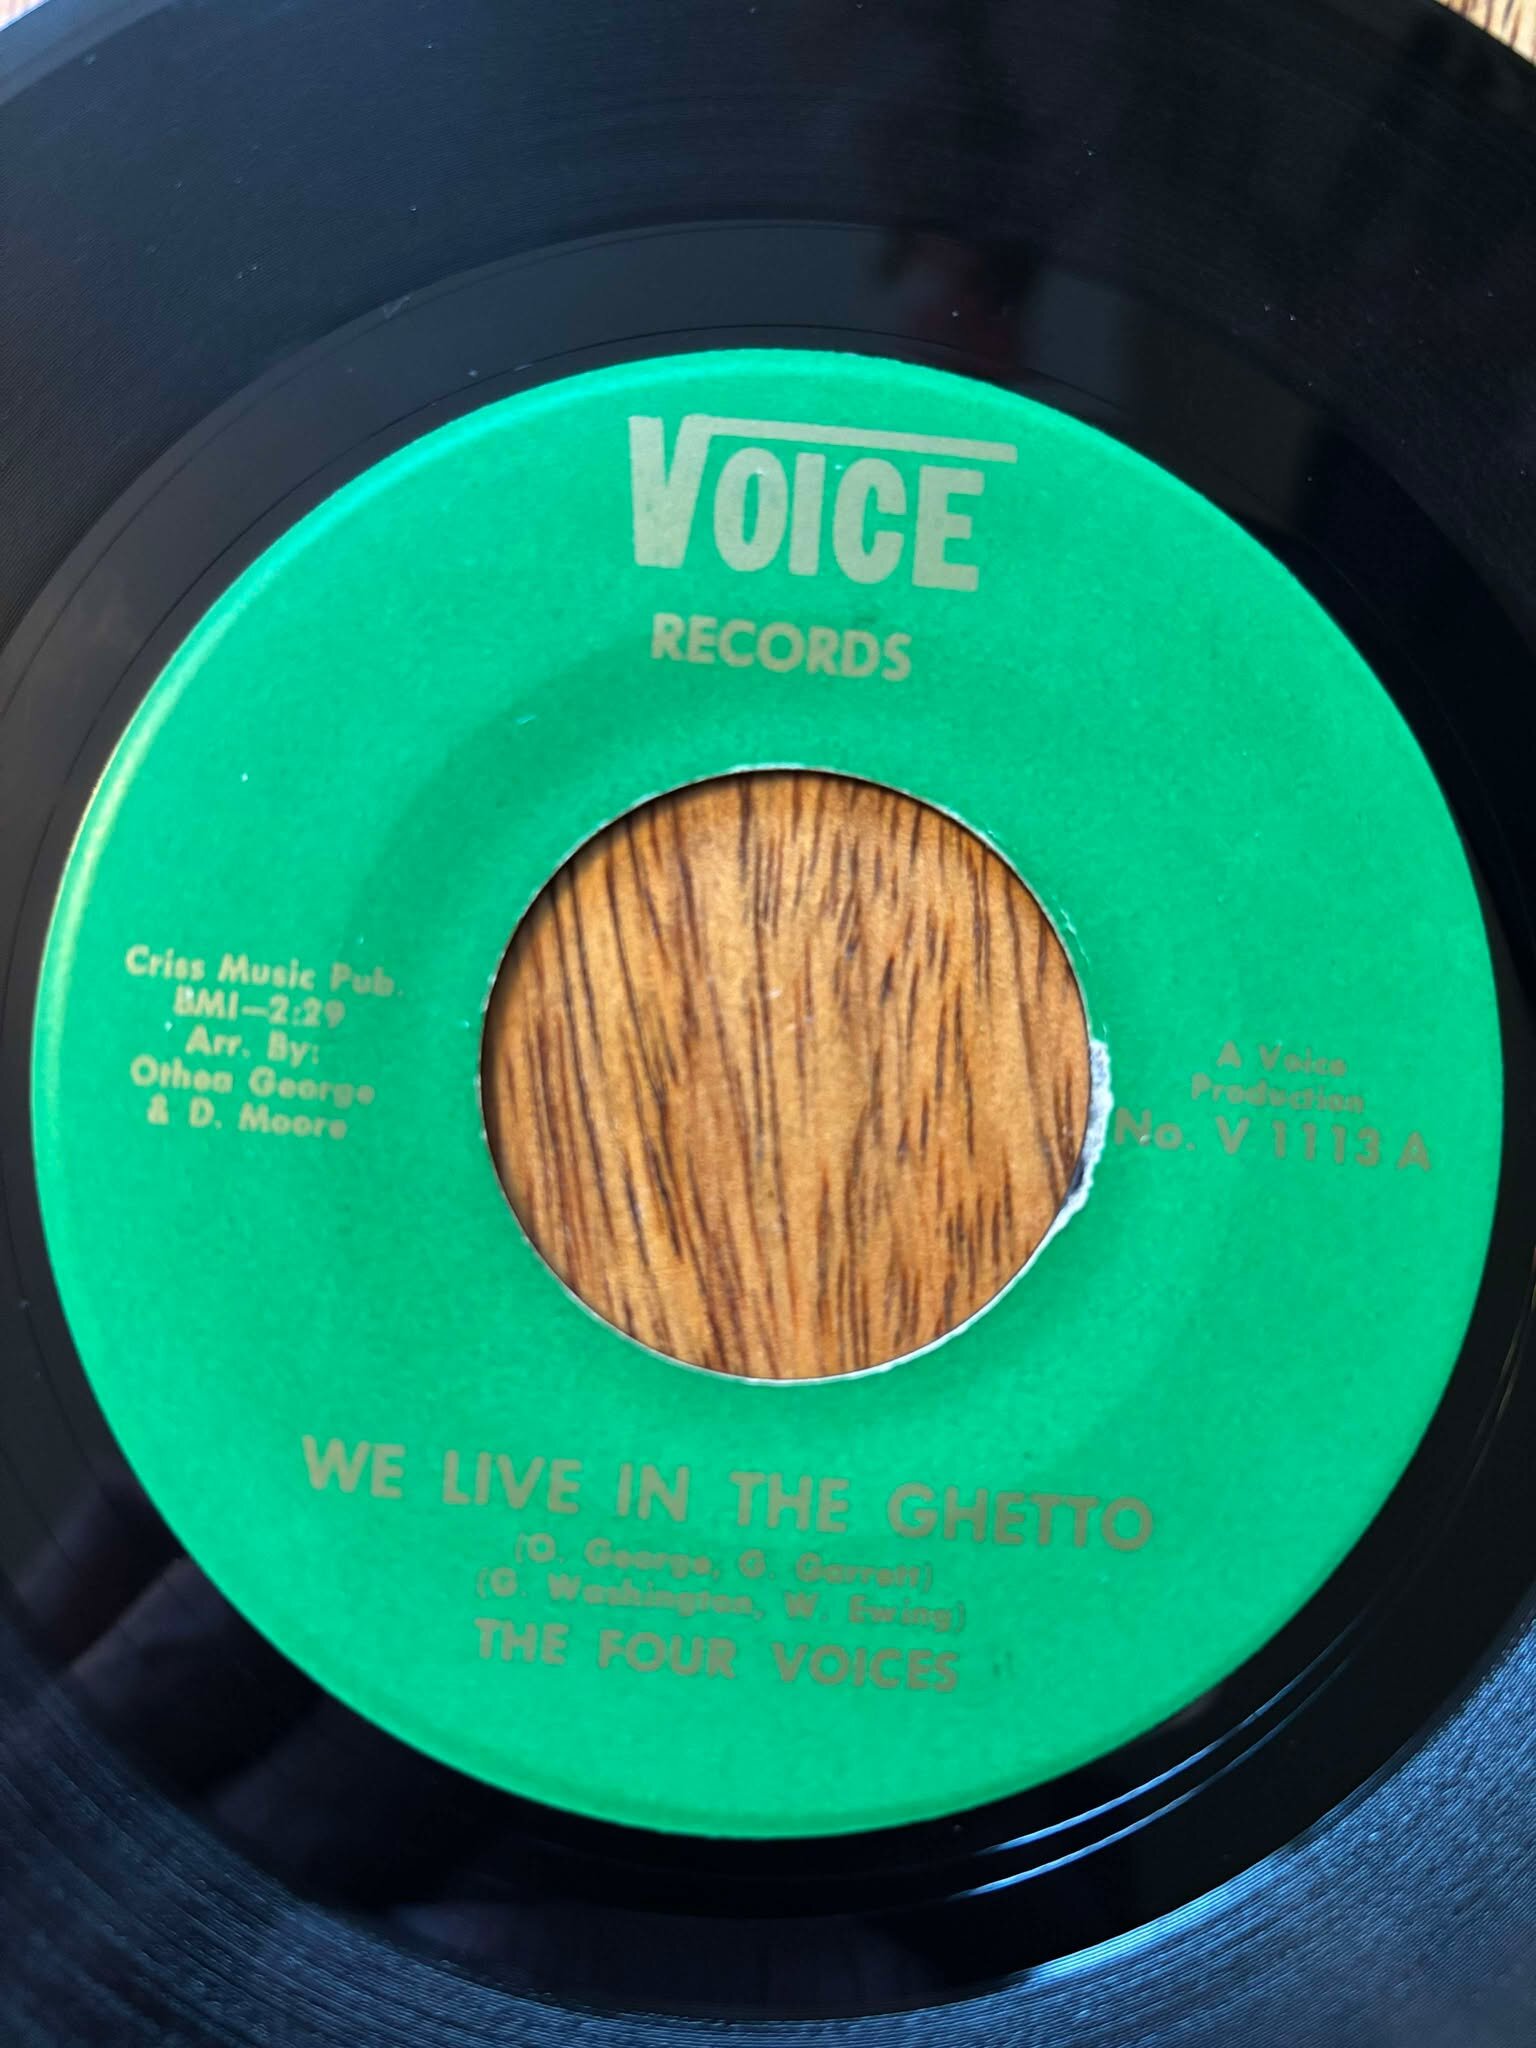 VOICE
RECORDS
Criss Music Pub.
BMI—2:29
Arr. By:
Othea George
& D. Moore
A Voice
Production
No. V 1113 A
WE LIVE IN THE GHETTO
(O. George, G. Garrett)
(G. Washington, W. Ewing)
THE FOUR VOICES